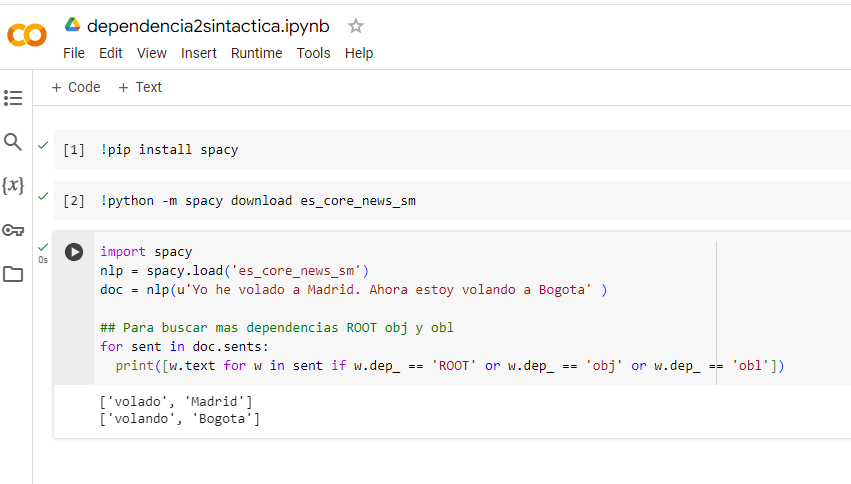 dependencia2sintactica.ipynb
File Edit View Insert Runtime Tools Help
+ Code + Text
[1] !pip install spacy
[2] !python -m spacy download es_core_news_sm
0s
import spacy
nlp = spacy.load('es_core_news_sm')
doc = nlp(u'Yo he volado a Madrid. Ahora estoy volando a Bogota' )
## Para buscar mas dependencias ROOT obj y obl
for sent in doc.sents:
  print([w.text for w in sent if w.dep_ == 'ROOT' or w.dep_ == 'obj' or w.dep_ == 'obl'])
['volado', 'Madrid']
['volando', 'Bogota']